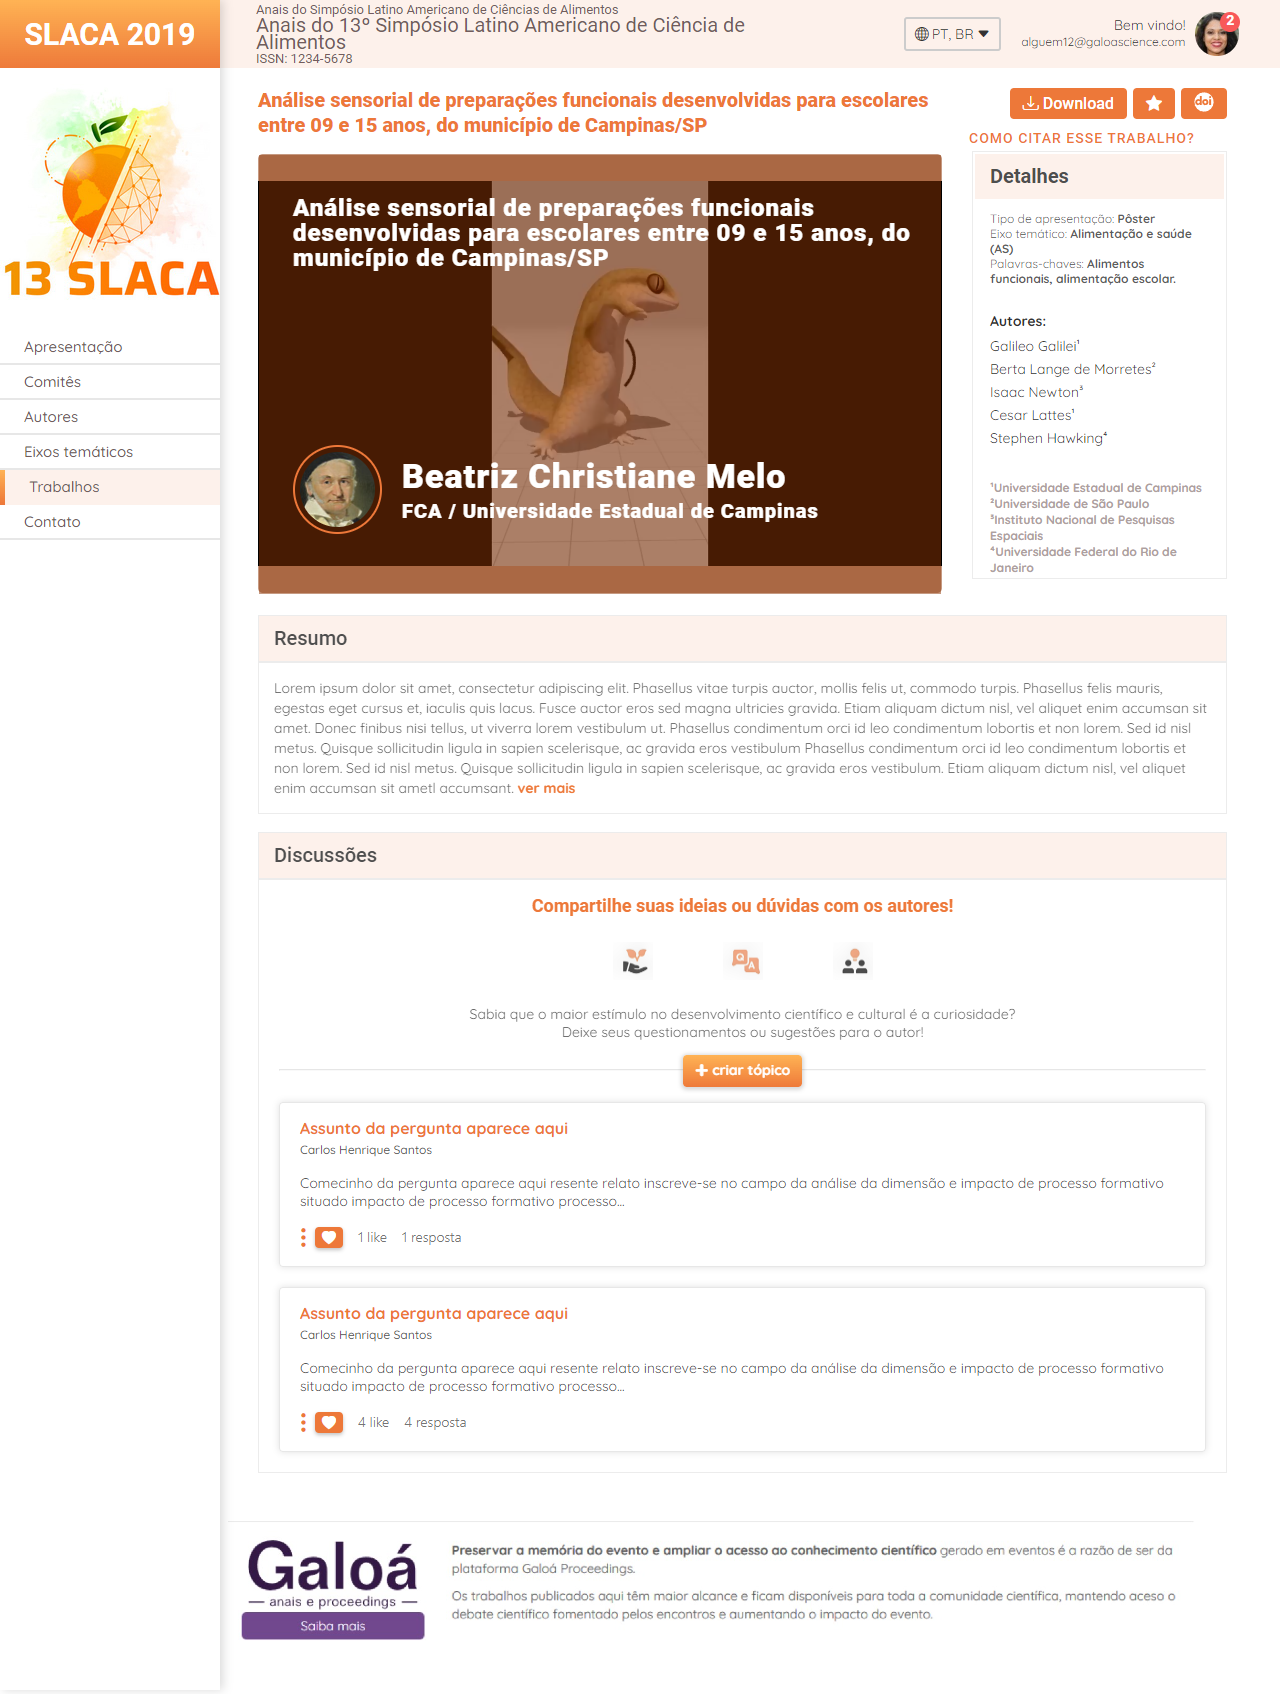 SLACA 2019
Anais do Simpósio Latino Americano de Ciências de Alimentos
Anais do 13º Simpósio Latino Americano de Ciência de
Alimentos
ISSN: 1234-5678
PT, BR
Bem vindo!
alguem12@galoascience.com
2
13 SLACA
Apresentação
Comitês
Autores
Eixos temáticos
Trabalhos
Contato
Análise sensorial de preparações funcionais desenvolvidas para escolares
entre 09 e 15 anos, do município de Campinas/SP
Download
doi
COMO CITAR ESSE TRABALHO?
Análise sensorial de preparações funcionais
desenvolvidas para escolares entre 09 e 15 anos, do
município de Campinas/SP
Beatriz Christiane Melo
FCA / Universidade Estadual de Campinas
Detalhes
Tipo de apresentação: Pôster
Eixo temático: Alimentação e saúde
(AS)
Palavras-chaves: Alimentos
funcionais, alimentação escolar.
Autores:
Galileo Galilei¹
Berta Lange de Morretes²
Isaac Newton³
Cesar Lattes¹
Stephen Hawking⁴
¹Universidade Estadual de Campinas
²Universidade de São Paulo
³Instituto Nacional de Pesquisas
Espaciais
⁴Universidade Federal do Rio de
Janeiro
Resumo
Lorem ipsum dolor sit amet, consectetur adipiscing elit. Phasellus vitae turpis auctor, mollis felis ut, commodo turpis. Phasellus felis mauris,
egestas eget cursus et, iaculis quis lacus. Fusce auctor eros sed magna ultricies gravida. Etiam aliquam dictum nisl, vel aliquet enim accumsan sit
amet. Donec finibus nisi tellus, ut viverra lorem vestibulum ut. Phasellus condimentum orci id leo condimentum lobortis et non lorem. Sed id nisl
metus. Quisque sollicitudin ligula in sapien scelerisque, ac gravida eros vestibulum Phasellus condimentum orci id leo condimentum lobortis et
non lorem. Sed id nisl metus. Quisque sollicitudin ligula in sapien scelerisque, ac gravida eros vestibulum. Etiam aliquam dictum nisl, vel aliquet
enim accumsan sit ametl accumsant. ver mais
Discussões
Compartilhe suas ideias ou dúvidas com os autores!
Q
A
Sabia que o maior estímulo no desenvolvimento científico e cultural é a curiosidade?
Deixe seus questionamentos ou sugestões para o autor!
+ criar tópico
Assunto da pergunta aparece aqui
Carlos Henrique Santos
Comecinho da pergunta aparece aqui resente relato inscreve-se no campo da análise da dimensão e impacto de processo formativo
situado impacto de processo formativo processo...
1 like 1 resposta
Assunto da pergunta aparece aqui
Carlos Henrique Santos
Comecinho da pergunta aparece aqui resente relato inscreve-se no campo da análise da dimensão e impacto de processo formativo
situado impacto de processo formativo processo...
4 like 4 resposta
Galoá
anais e proceedings
Saiba mais
Preservar a memória do evento e ampliar o acesso ao conhecimento científico gerado em eventos é a razão de ser da
plataforma Galoá Proceedings.
Os trabalhos publicados aqui têm maior alcance e ficam disponíveis para toda a comunidade científica, mantendo aceso o
debate científico fomentado pelos encontros e aumentando o impacto do evento.